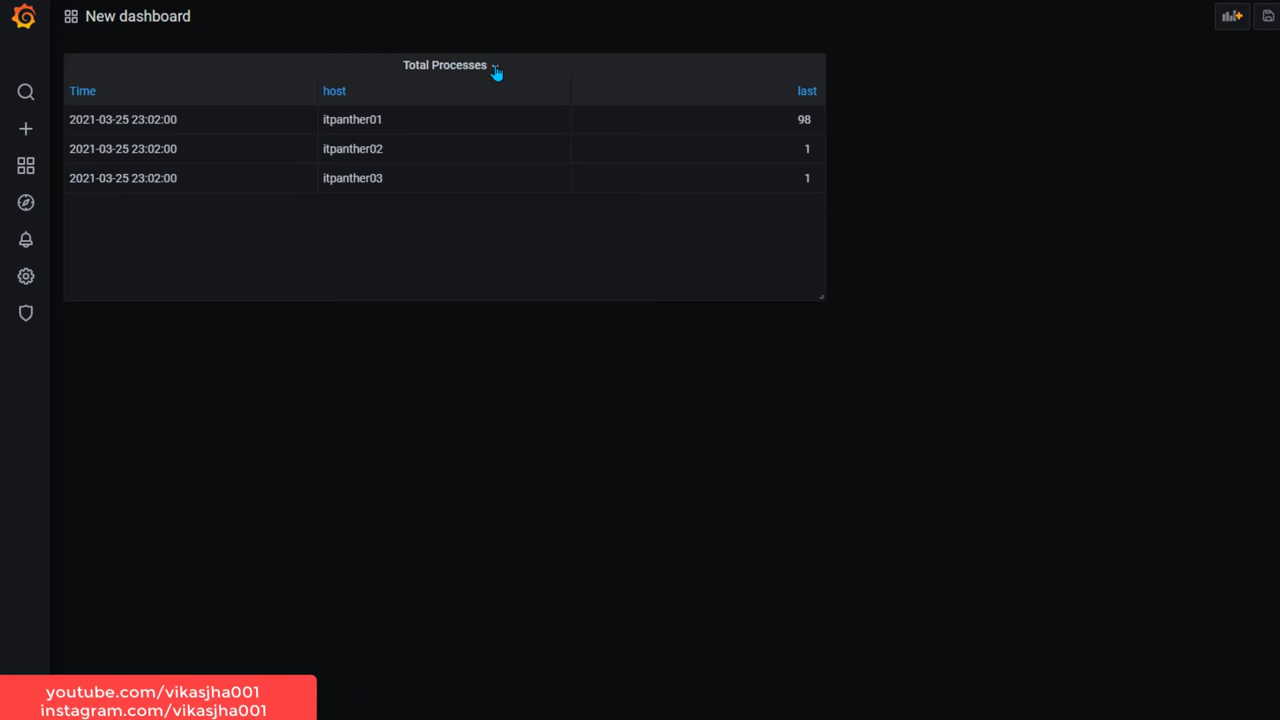 New dashboard
Total Processes
Time host last
2021-03-25 23:02:00 itpanther01 98
2021-03-25 23:02:00 itpanther02 1
2021-03-25 23:02:00 itpanther03 1
youtube.com/vikasjha001
instagram.com/vikasjha001